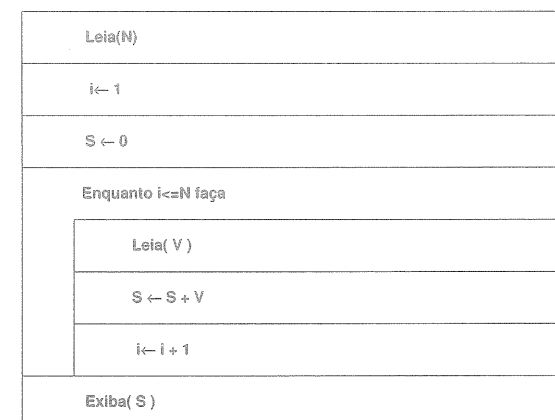 Leia(N)
i← 1
S ← 0
Enquanto i<=N faça
Leia( V )
S ← S + V
i← i + 1
Exiba( S )